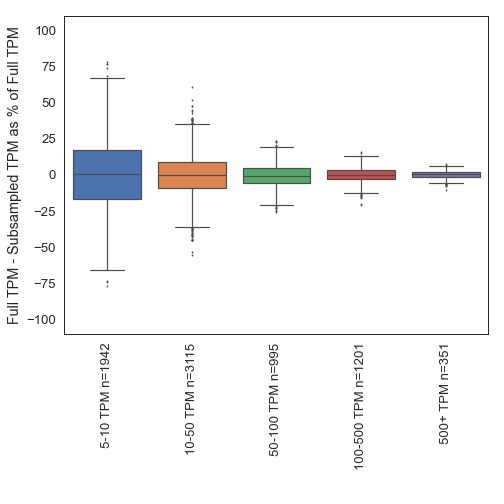 Full TPM - Subsampled TPM as % of Full TPM
100
75
50
25
0
−25
−50
−75
−100
5-10 TPM n=1942
10-50 TPM n=3115
50-100 TPM n=995
100-500 TPM n=1201
500+ TPM n=351